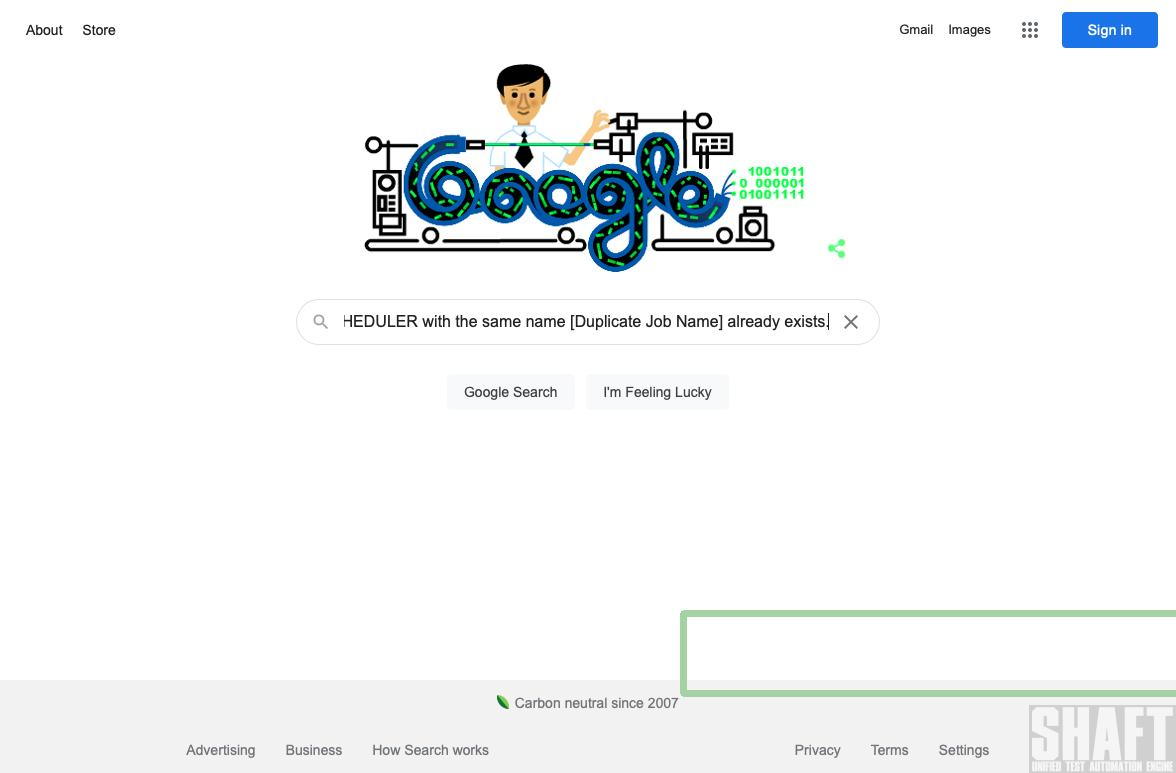 About Store Gmail Images Sign in
Google
1001011
0 000001
01001111
HEDULER with the same name [Duplicate Job Name] already exists.
Google Search I'm Feeling Lucky
Carbon neutral since 2007
Advertising Business How Search works Privacy Terms Settings
SHAFT
UNIFIED TEST AUTOMATION ENGINE